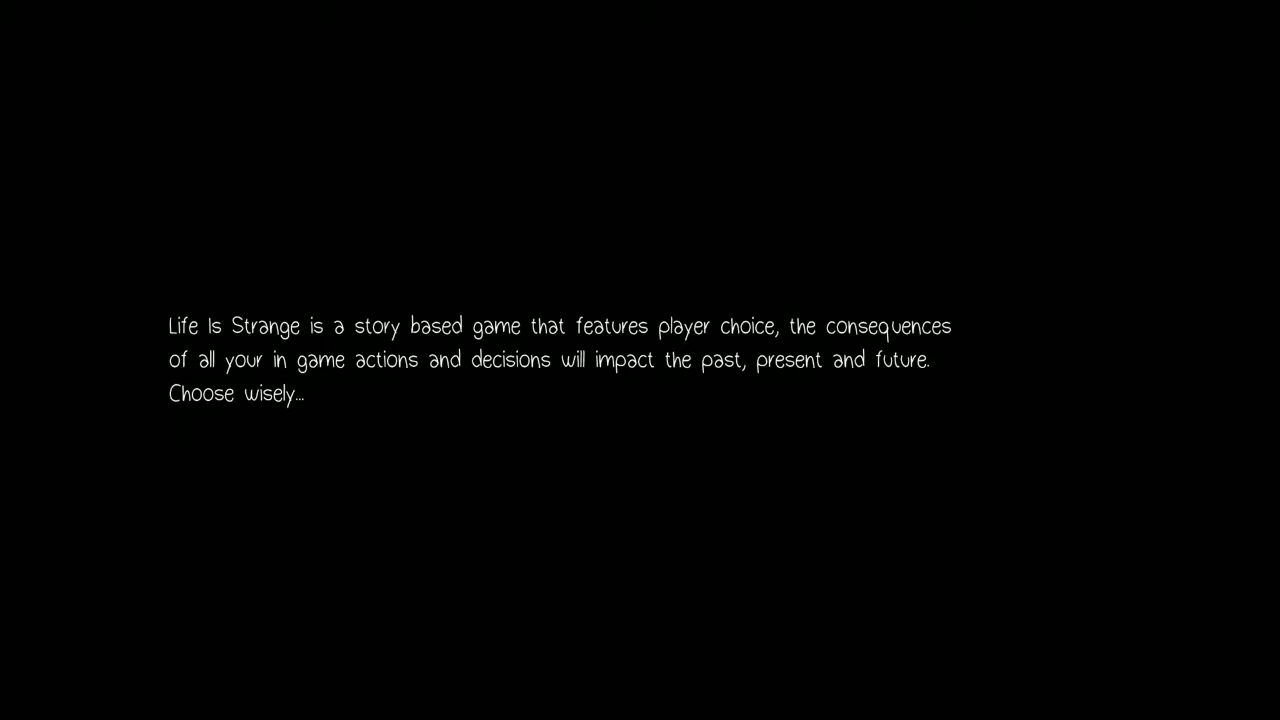 Life Is Strange is a story based game that features player choice, the consequences
of all your in game actions and decisions will impact the past, present and future.
Choose wisely...